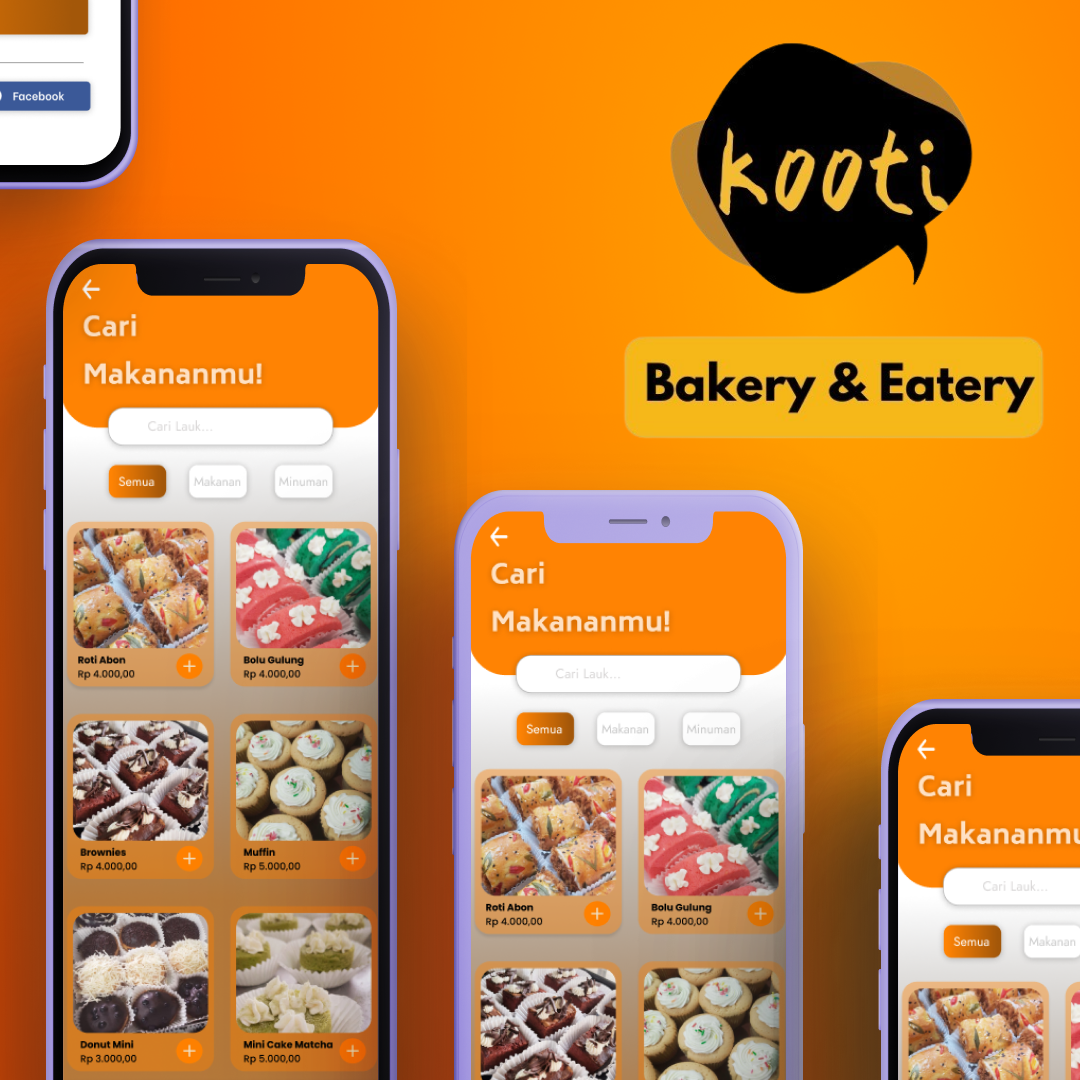 Facebook
kooti
Bakery & Eatery
Cari
Makananmu!
Cari Lauk...
Semua
Makanan
Minuman
Roti Abon
Rp 4.000,00
Bolu Gulung
Rp 4.000,00
Brownies
Rp 4.000,00
Muffin
Rp 5.000,00
Donut Mini
Rp 3.000,00
Mini Cake Matcha
Rp 5.000,00
Cari
Makananmu!
Cari Lauk...
Semua
Makanan
Minuman
Roti Abon
Rp 4.000,00
Bolu Gulung
Rp 4.000,00
Cari
Makananmu
Cari Lauk...
Semua
Makanan